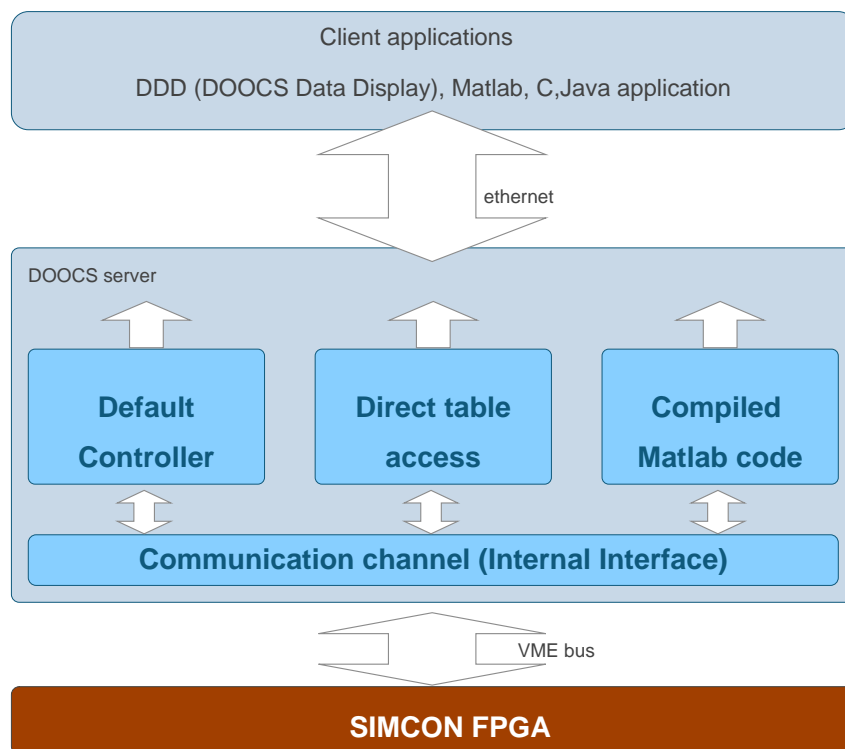 Client applications
DDD (DOOCS Data Display), Matlab, C,Java application
ethernet
DOOCS server
Default
Controller
Direct table
access
Compiled
Matlab code
Communication channel (Internal Interface)
VME bus
SIMCON FPGA